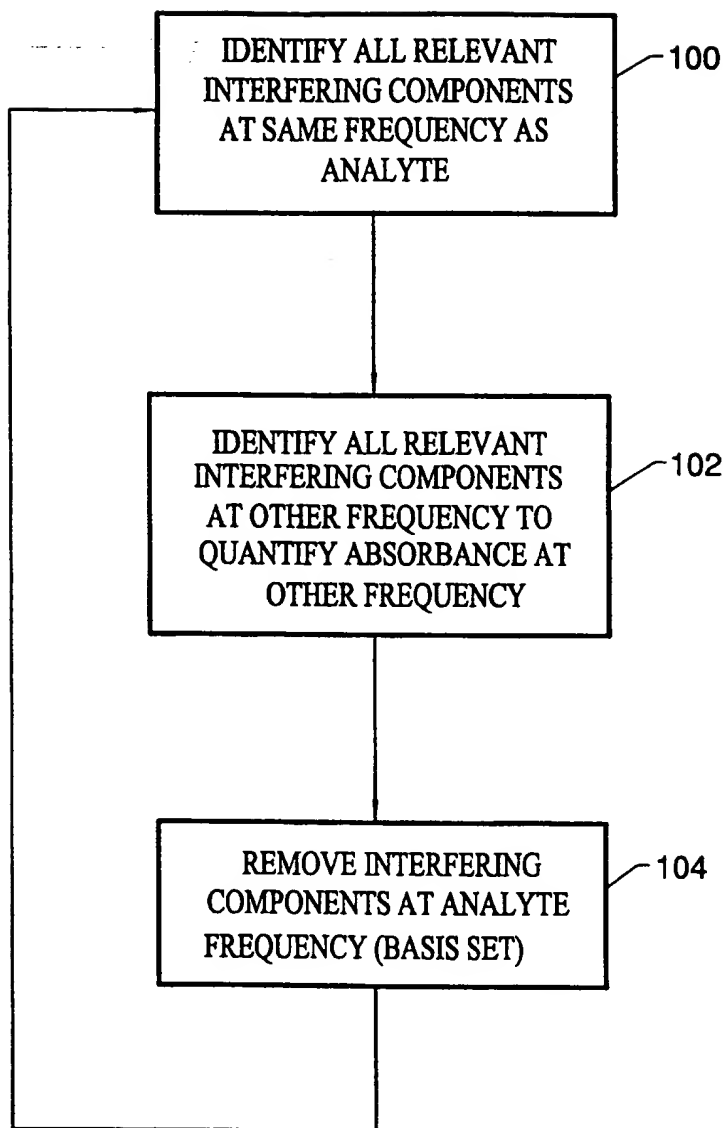 IDENTIFY ALL RELEVANT
INTERFERING COMPONENTS
AT SAME FREQUENCY AS
ANALYTE
100
IDENTIFY ALL RELEVANT
INTERFERING COMPONENTS
AT OTHER FREQUENCY TO
QUANTIFY ABSORBANCE AT
OTHER FREQUENCY
102
REMOVE INTERFERING
COMPONENTS AT ANALYTE
FREQUENCY (BASIS SET)
104